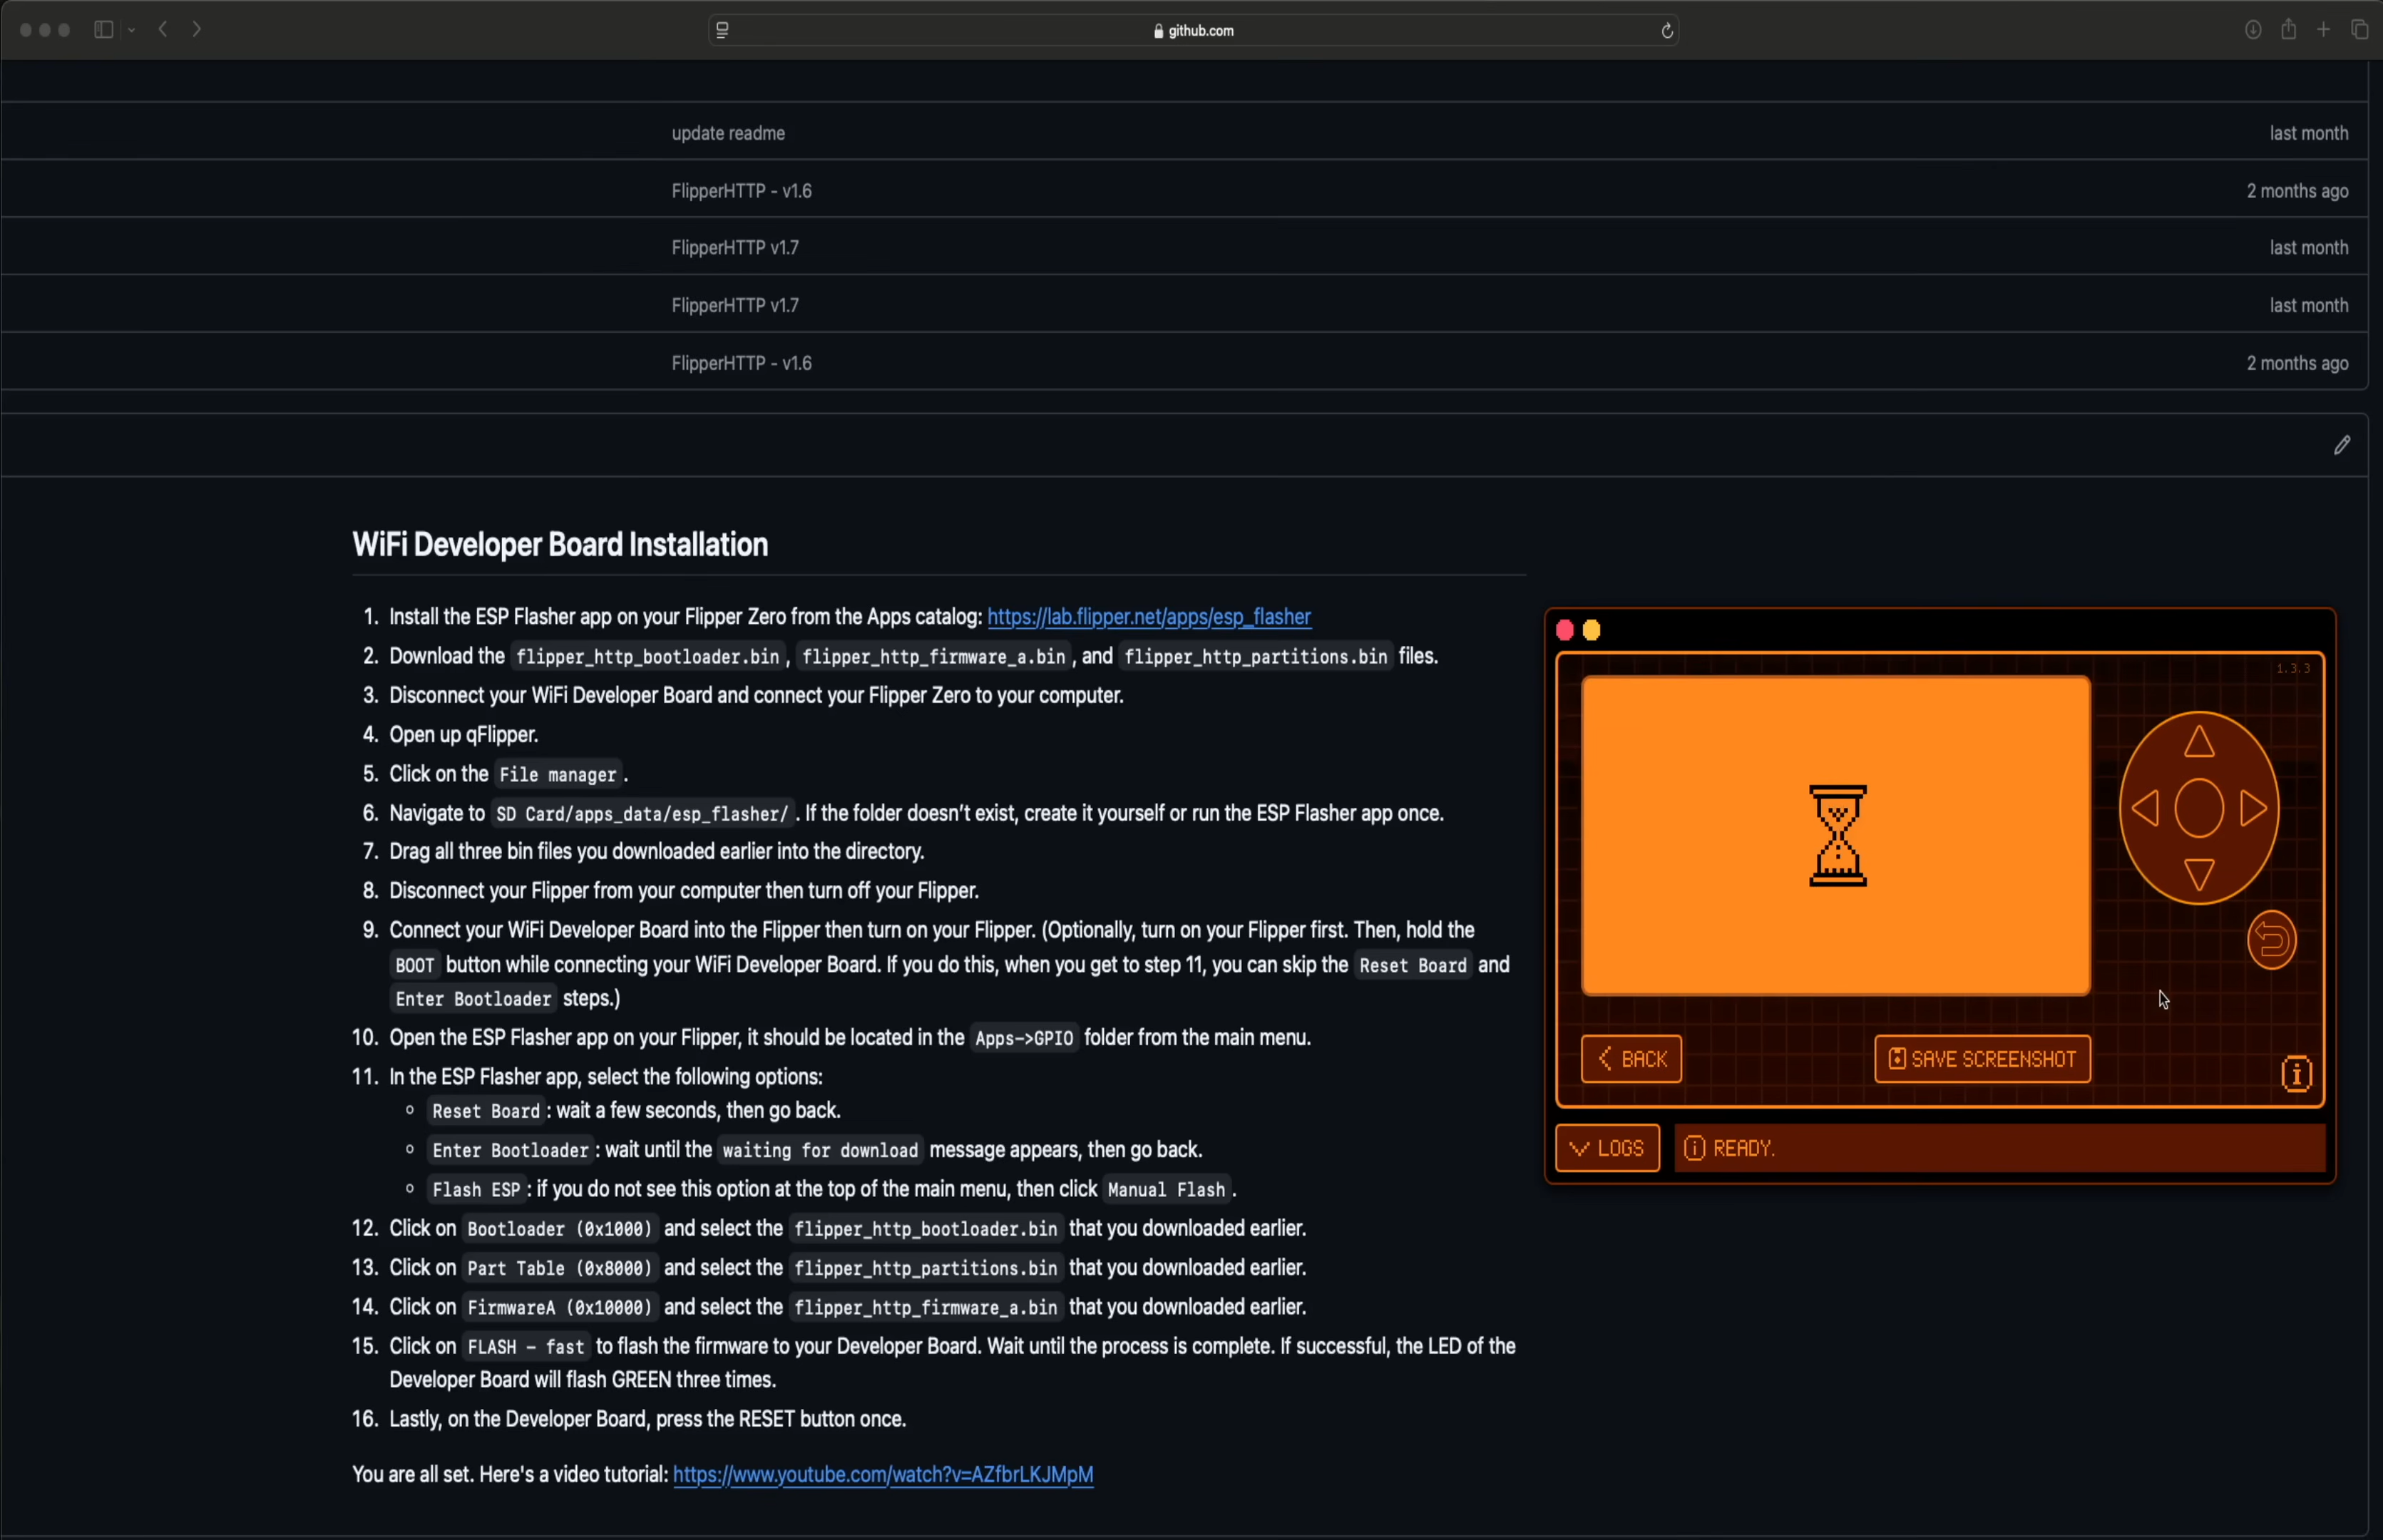 github.com
update readme
last month
FlipperHTTP - v1.6
2 months ago
FlipperHTTP v1.7
last month
FlipperHTTP v1.7
last month
FlipperHTTP - v1.6
2 months ago
WiFi Developer Board Installation
1. Install the ESP Flasher app on your Flipper Zero from the Apps catalog: https://lab.flipper.net/apps/esp_flasher
2. Download the flipper_http_bootloader.bin, flipper_http_firmware_a.bin, and flipper_http_partitions.bin files.
3. Disconnect your WiFi Developer Board and connect your Flipper Zero to your computer.
4. Open up qFlipper.
5. Click on the File manager.
6. Navigate to SD Card/apps_data/esp_flasher/. If the folder doesn’t exist, create it yourself or run the ESP Flasher app once.
7. Drag all three bin files you downloaded earlier into the directory.
8. Disconnect your Flipper from your computer then turn off your Flipper.
9. Connect your WiFi Developer Board into the Flipper then turn on your Flipper. (Optionally, turn on your Flipper first. Then, hold the
BOOT button while connecting your WiFi Developer Board. If you do this, when you get to step 11, you can skip the Reset Board and
Enter Bootloader steps.)
10. Open the ESP Flasher app on your Flipper, it should be located in the Apps->GPIO folder from the main menu.
11. In the ESP Flasher app, select the following options:
Reset Board: wait a few seconds, then go back.
Enter Bootloader: wait until the waiting for download message appears, then go back.
Flash ESP: if you do not see this option at the top of the main menu, then click Manual Flash.
12. Click on Bootloader (0x1000) and select the flipper_http_bootloader.bin that you downloaded earlier.
13. Click on Part Table (0x8000) and select the flipper_http_partitions.bin that you downloaded earlier.
14. Click on FirmwareA (0x10000) and select the flipper_http_firmware_a.bin that you downloaded earlier.
15. Click on FLASH - fast to flash the firmware to your Developer Board. Wait until the process is complete. If successful, the LED of the
Developer Board will flash GREEN three times.
16. Lastly, on the Developer Board, press the RESET button once.
You are all set. Here's a video tutorial: https://www.youtube.com/watch?v=AZfbrLKJMpM
1.3.3
BACK
SAVE SCREENSHOT
LOGS
READY.